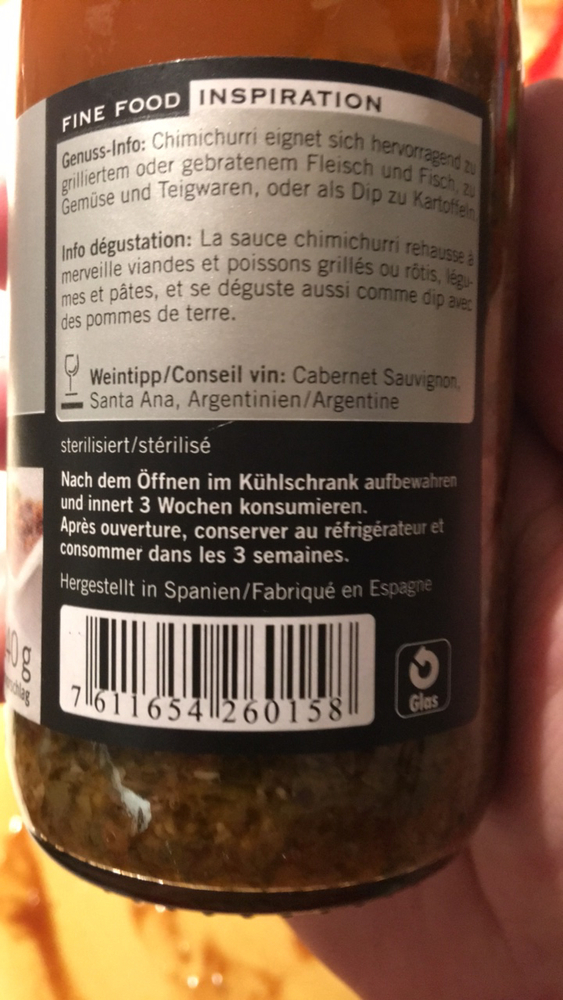 FINE FOOD INSPIRATION
Genuss-Info: Chimichurri eignet sich hervorragend zu
grilliertem oder gebratenem Fleisch und Fisch, zu
Gemüse und Teigwaren, oder als Dip zu Kartoffeln.
Info dégustation: La sauce chimichurri rehausse à
merveille viandes et poissons grillés ou rôtis, légu-
mes et pâtes, et se déguste aussi comme dip avec
des pommes de terre.
Weintipp/Conseil vin: Cabernet Sauvignon,
Santa Ana, Argentinien/Argentine
sterilisiert/stérilisé
Nach dem Öffnen im Kühlschrank aufbewahren
und innert 3 Wochen konsumieren.
Après ouverture, conserver au réfrigérateur et
consommer dans les 3 semaines.
Hergestellt in Spanien/Fabriqué en Espagne
7 611654 260158
Glas
40 g